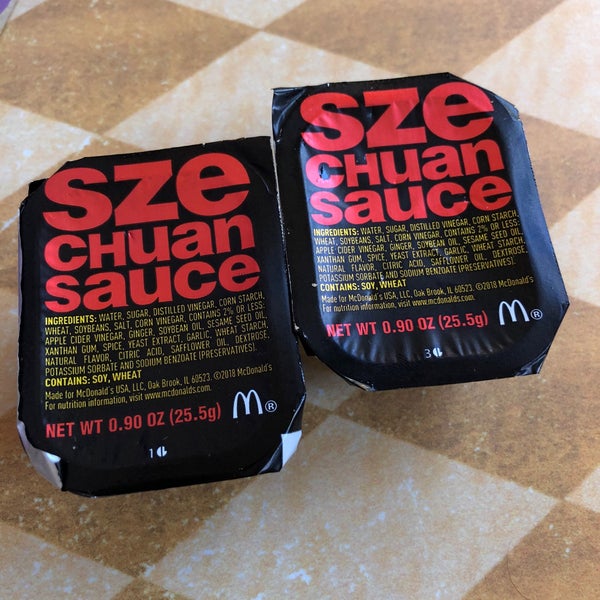 sze
CHuan
sauce
INGREDIENTS: WATER, SUGAR, DISTILLED VINEGAR, CORN STARCH,
WHEAT, SOYBEANS, SALT, CORN VINEGAR, CONTAINS 2% OR LESS:
APPLE CIDER VINEGAR, GINGER, SOYBEAN OIL, SESAME SEED OIL,
XANTHAN GUM, SPICE, YEAST EXTRACT, GARLIC, WHEAT STARCH,
NATURAL FLAVOR, CITRIC ACID, SAFFLOWER OIL, DEXTROSE,
POTASSIUM SORBATE AND SODIUM BENZOATE (PRESERVATIVES).
CONTAINS: SOY, WHEAT
Made for McDonald's USA, LLC, Oak Brook, IL 60523. ©2018 McDonald's
For nutrition information, visit www.mcdonalds.com.
NET WT 0.90 OZ (25.5g) M®
1
sze
CHuan
sauce
INGREDIENTS: WATER, SUGAR, DISTILLED VINEGAR, CORN STARCH,
WHEAT, SOYBEANS, SALT, CORN VINEGAR, CONTAINS 2% OR LESS:
APPLE CIDER VINEGAR, GINGER, SOYBEAN OIL, SESAME SEED OIL,
XANTHAN GUM, SPICE, YEAST EXTRACT, GARLIC, WHEAT STARCH,
NATURAL FLAVOR, CITRIC ACID, SAFFLOWER OIL, DEXTROSE,
POTASSIUM SORBATE AND SODIUM BENZOATE (PRESERVATIVES).
CONTAINS: SOY, WHEAT
Made for McDonald's USA, LLC, Oak Brook, IL 60523. ©2018 McDonald's
For nutrition information, visit www.mcdonalds.com.
NET WT 0.90 OZ (25.5g) M®
3